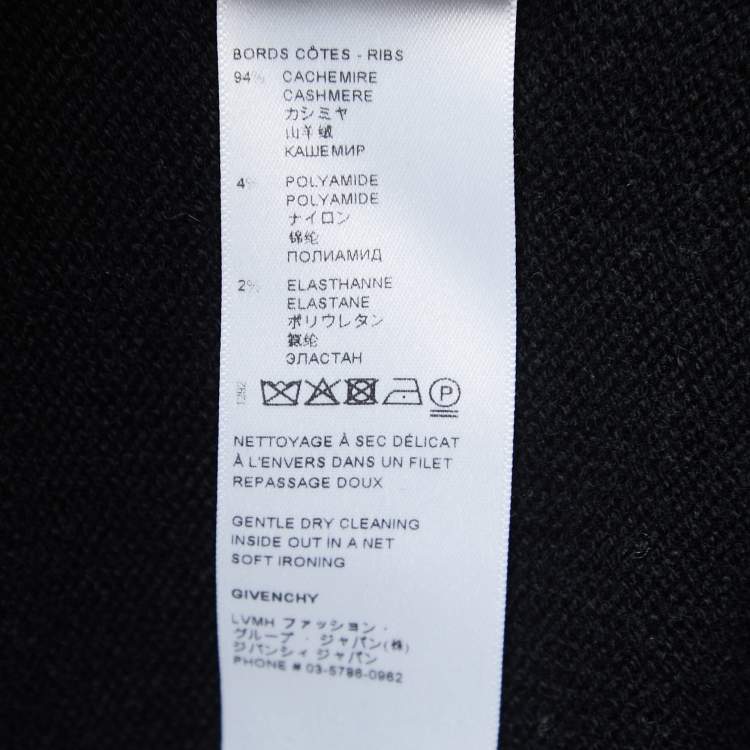 BORDS CÔTES - RIBS
94% CACHEMIRE
CASHMERE
カシミヤ
山羊绒
КАШЕМИР
4% POLYAMIDE
POLYAMIDE
ナイロン
锦纶
ПОЛИАМИД
2% ELASTHANNE
ELASTANE
ポリウレタン
氨纶
ЭЛАСТАН
1292
P
NETTOYAGE À SEC DÉLICAT
À L'ENVERS DANS UN FILET
REPASSAGE DOUX
GENTLE DRY CLEANING
INSIDE OUT IN A NET
SOFT IRONING
GIVENCHY
LVMH ファッション・
グループ・ジャパン(株)
ジバンシィ ジャパン
PHONE # 03-5786-0962